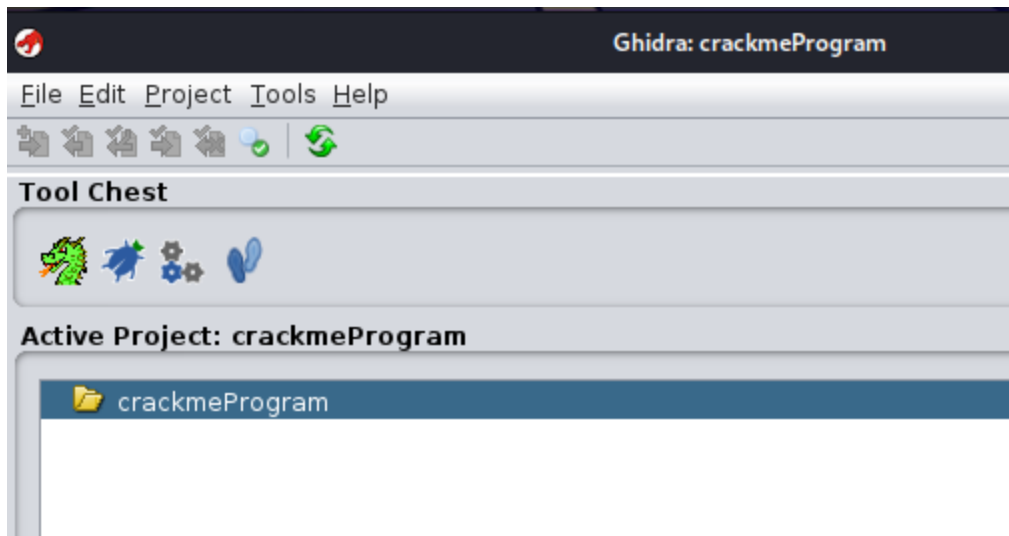 Ghidra: crackmeProgram
File Edit Project Tools Help
Tool Chest
Active Project: crackmeProgram
crackmeProgram